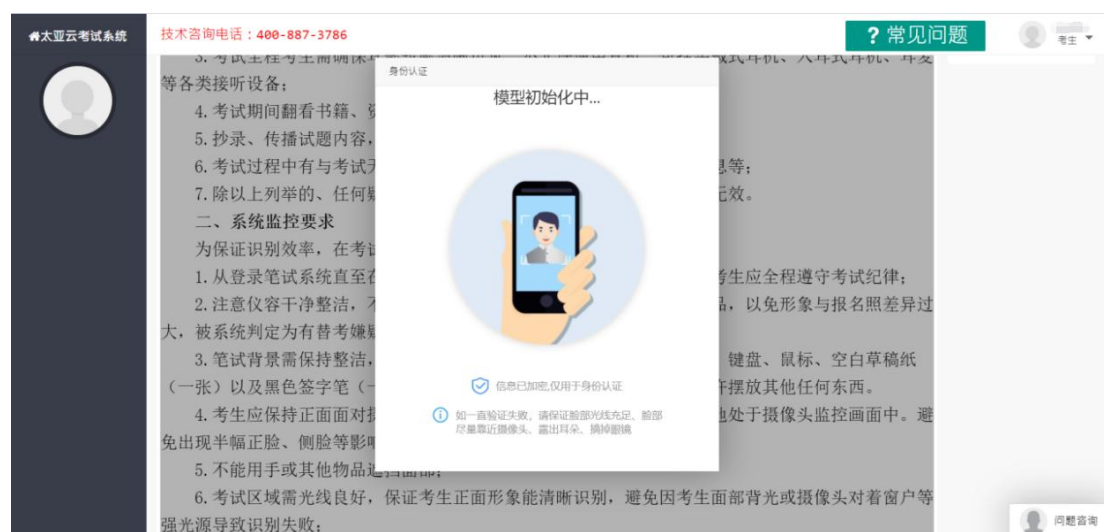 太亚云考试系统
技术咨询电话：400-887-3786
? 常见问题
考生
等各类接听设备；
4.考试期间翻看书籍、
5.抄录、传播试题内容，
6.考试过程中有与考试 息等；
7.除以上列举的、任何 无效。
二、系统监控要求
为保证识别效率，在考
1.从登录笔试系统直至 考生应全程遵守考试纪律；
2.注意仪容干净整洁， 品，以免形象与报名照差异过
大，被系统判定为有替考嫌
3.笔试背景需保持整洁， 键盘、鼠标、空白草稿纸
（一张）以及黑色签字笔（一 许摆放其他任何东西。
4.考生应保持正面面对 地处于摄像头监控画面中。避
免出现半幅正脸、侧脸等影
5.不能用手或其他物品遮挡面部；
6.考试区域需光线良好，保证考生正面形象能清晰识别，避免因考生面部背光或摄像头对着窗户等
强光源导致识别失败；
身份认证
模型初始化中...
信息已加密,仅用于身份认证
如一直验证失败，请保证脸部光线充足、脸部
尽量靠近摄像头、露出耳朵、摘掉眼镜
问题咨询